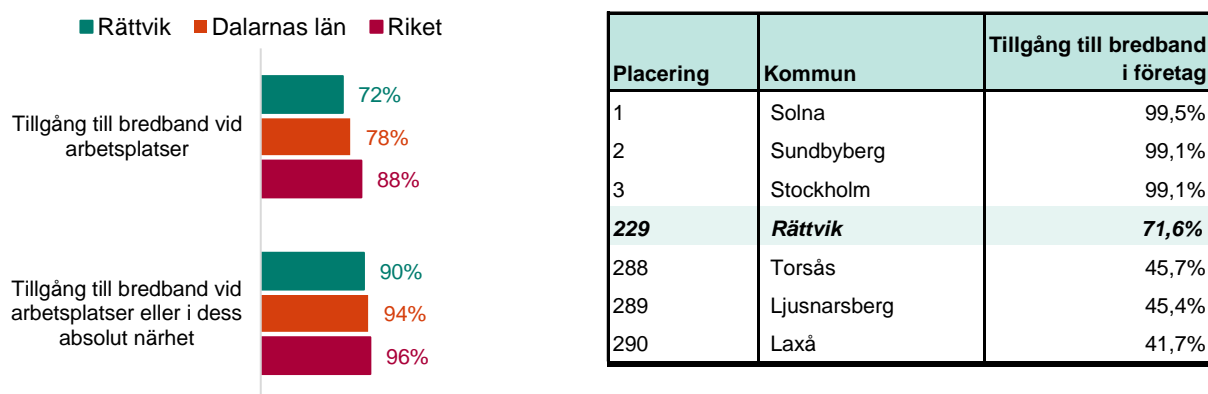 Rättvik Dalarnas län Riket
Tillgång till bredband vid
arbetsplatser
72%
78%
88%
Tillgång till bredband vid
arbetsplatser eller i dess
absolut närhet
90%
94%
96%
Placering Kommun Tillgång till bredband
i företag
1 Solna 99,5%
2 Sundbyberg 99,1%
3 Stockholm 99,1%
229 Rättvik 71,6%
288 Torsås 45,7%
289 Ljusnarsberg 45,4%
290 Laxå 41,7%